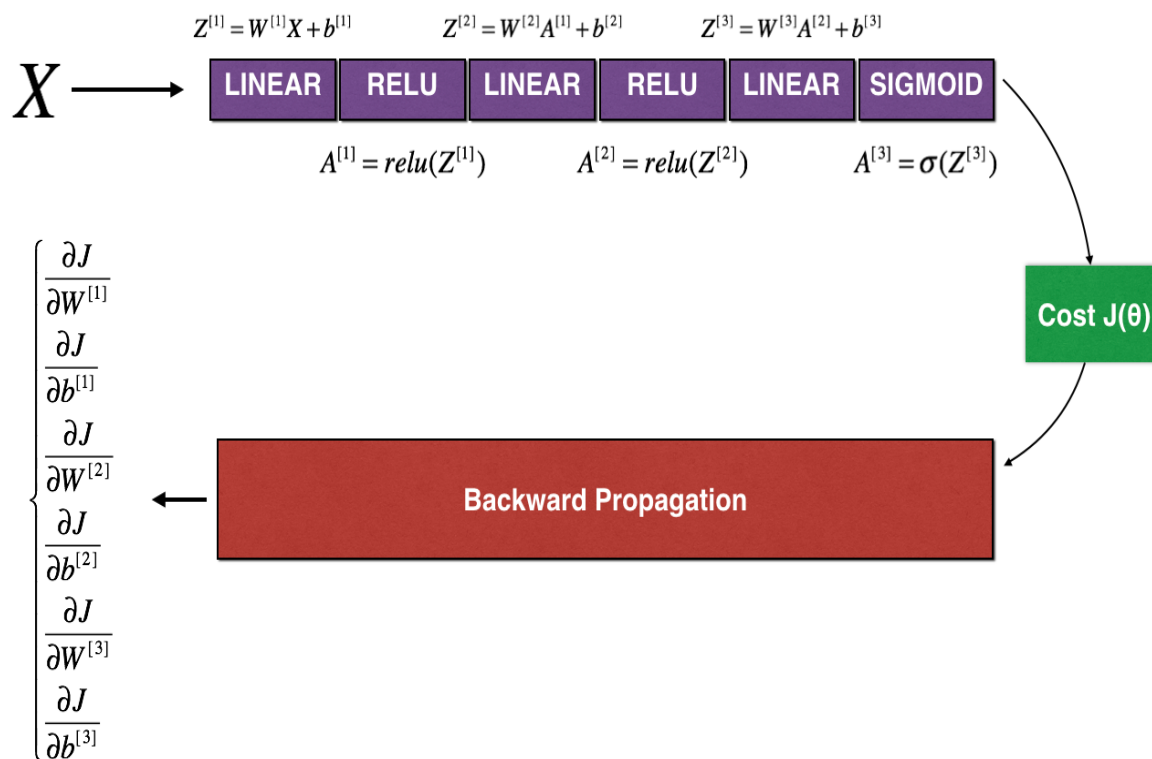 Z^[1] = W^[1]X + b^[1] Z^[2] = W^[2]A^[1] + b^[2] Z^[3] = W^[3]A^[2] + b^[3]
X LINEAR RELU LINEAR RELU LINEAR SIGMOID
A^[1] = relu(Z^[1]) A^[2] = relu(Z^[2]) A^[3] = σ(Z^[3])
Cost J(θ)
Backward Propagation
∂J
∂W^[1]
∂J
∂b^[1]
∂J
∂W^[2]
∂J
∂b^[2]
∂J
∂W^[3]
∂J
∂b^[3]